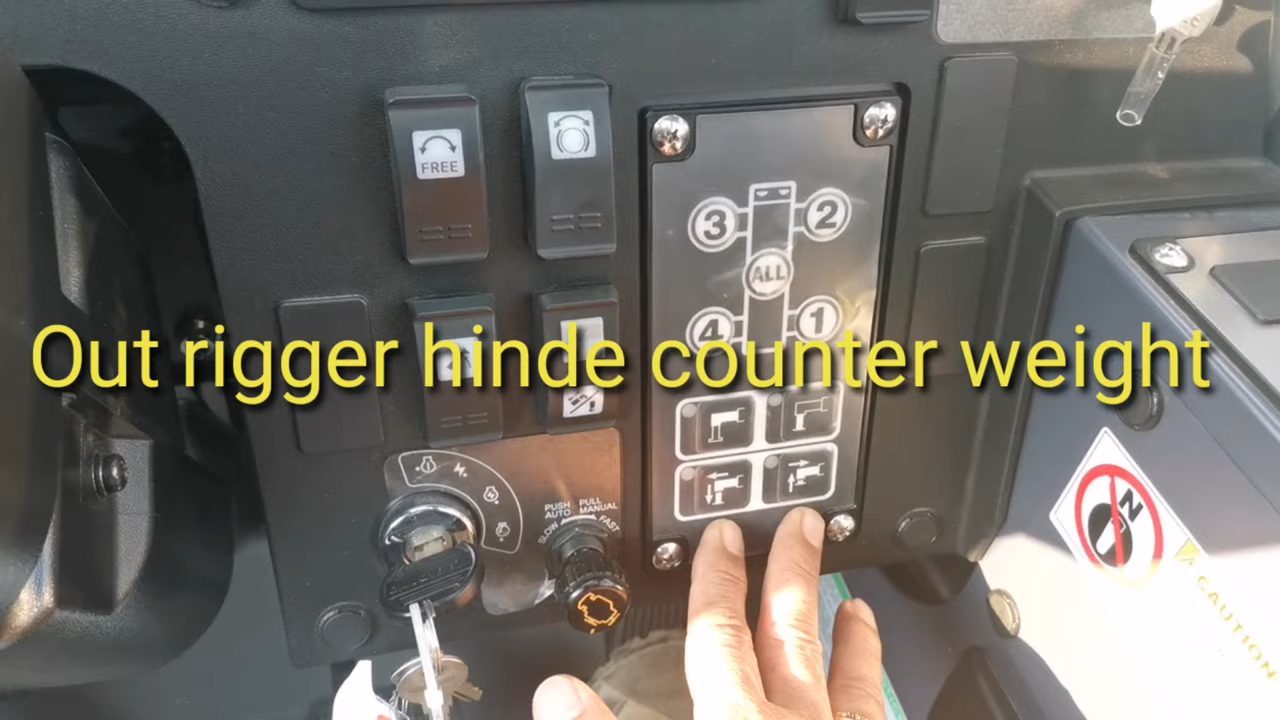 FREE
3 2
ALL
4 1
Out rigger hinde counter weight
PUSH AUTO
PULL MANUAL
SLOW FAST
N
CAUTION